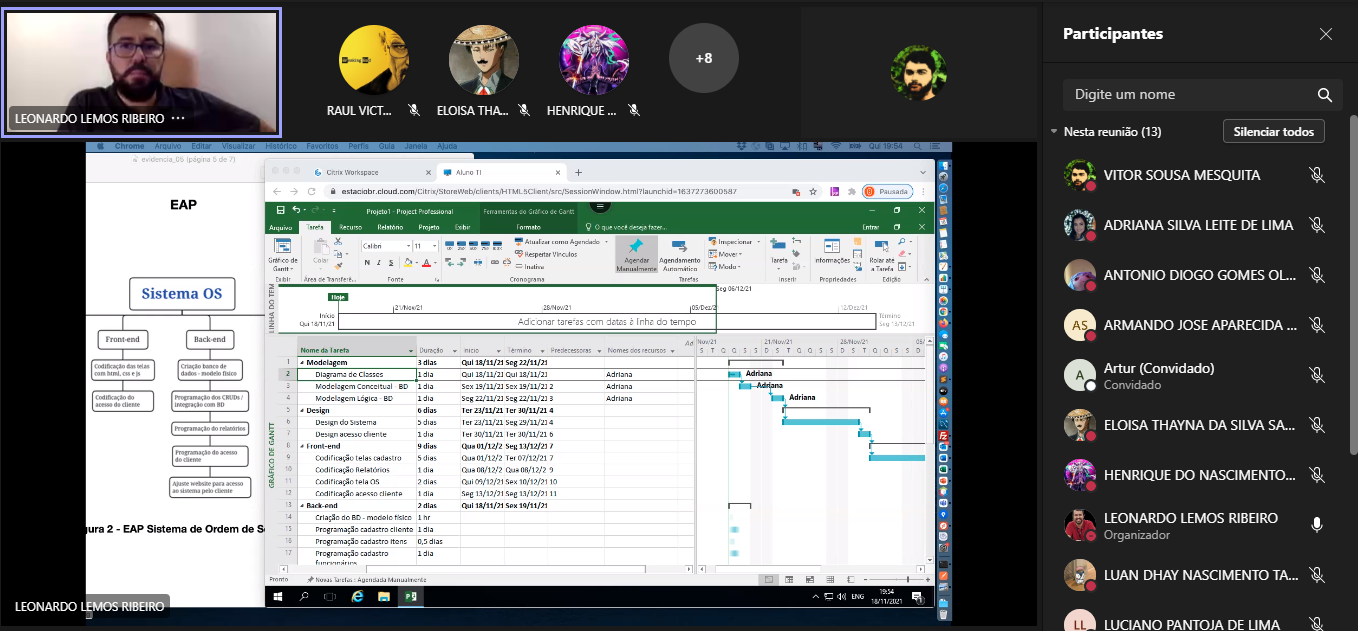 LEONARDO LEMOS RIBEIRO
RAUL VICT...
ELOISA THA...
HENRIQUE ...
+8
Participantes
Digite um nome
Nesta reunião (13)
Silenciar todos
VITOR SOUSA MESQUITA
ADRIANA SILVA LEITE DE LIMA
ANTONIO DIOGO GOMES OL...
AS
ARMANDO JOSE APARECIDA ...
A
Artur (Convidado)
Convidado
ELOISA THAYNA DA SILVA SA...
HENRIQUE DO NASCIMENTO...
LEONARDO LEMOS RIBEIRO
Organizador
LUAN DHAY NASCIMENTO TA...
LL
LUCIANO PANTOJA DE LIMA
Chrome Arquivo Editar Visualizar Histórico Favoritos Perfis Guia Janela Ajuda
Qui 19:54
evidencia_05 (página 5 de 7)
EAP
Sistema OS
Front-end
Back-end
Codificação das telas
com html, css e js
Codificação do
acesso do cliente
Criação banco de
dados - modelo físico
Programação dos CRUDs /
integração com BD
Programação do relatórios
Programação do acesso
do cliente
Ajuste website para acesso
ao sistema pelo cliente
gura 2 - EAP Sistema de Ordem de Se
LEONARDO LEMOS RIBEIRO
Citrix Workspace
Aluno TI
estaciobr.cloud.com/Citrix/StoreWeb/clients/HTML5Client/src/SessionWindow.html?launchid=1637273600587
Pausada
Projeto1 - Project Professional
Ferramentas do Gráfico de Gantt
Arquivo Tarefa Recurso Relatório Projeto Exibir Formato
O que você deseja fazer...
Entrar
Gráfico de
Gantt
Exibir
Colar
Área de Transferê...
Calibri
11
N I S
Fonte
Atualizar como Agendado
Respeitar Vínculos
Inativa
Cronograma
Agendar
Manualmente
Agendamento
Automático
Inspecionar
Mover
Modo
Tarefas
Tarefa
Inserir
Informações
Propriedades
Rolar até
a Tarefa
Edição
LINHA DO TEM
Hoje
Seg 06/12/21
21/Nov/21
28/Nov/21
05/Dez/2
12/Dez/21
Início
Qui 18/11/21
Adicionar tarefas com datas à linha do tempo
Término
Seg 13/12/21
GRÁFICO DE GANTT
Nome da Tarefa Duração Início Término Predecessoras Nomes dos recursos Ad
Nov/21 21/Nov/21 28/Nov/21 05/
1 Modelagem 3 dias Qui 18/11/21 Seg 22/11/21
2 Diagrama de Classes 1 dia Qui 18/11/21 Qui 18/11/21 Adriana
3 Modelagem Conceitual - BD 1 dia Sex 19/11/21 Sex 19/11/21 2 Adriana
4 Modelagem Lógica - BD 1 dia Seg 22/11/21 Seg 22/11/21 3 Adriana
5 Design 6 dias Ter 23/11/21 Ter 30/11/21 4
6 Design do Sistema 5 dias Ter 23/11/21 Seg 29/11/21 4
7 Design acesso cliente 1 dia Ter 30/11/21 Ter 30/11/21 6
8 Front-end 9 dias Qua 01/12/2 Seg 13/12/21 7
9 Codificação telas cadastro 5 dias Qua 01/12/2 Ter 07/12/21 7
10 Codificação Relatórios 1 dia Qua 08/12/2 Qua 08/12/2 9
11 Codificação tela OS 2 dias Qui 09/12/21 Sex 10/12/21 10
12 Codificação acesso cliente 1 dia Seg 13/12/21 Seg 13/12/21 11
13 Back-end 2 dias Qui 18/11/21 Sex 19/11/21
14 Criação do BD - modelo físico 1 hr
15 Programação cadastro cliente 1 dia
16 Programação cadastro itens 0,5 dias
17 Programação cadastro 1 dia
funcionários
Adriana
Adriana
Adriana
Pronto
Novas Tarefas : Agendada Manualmente
ENG
19:54
18/11/2021